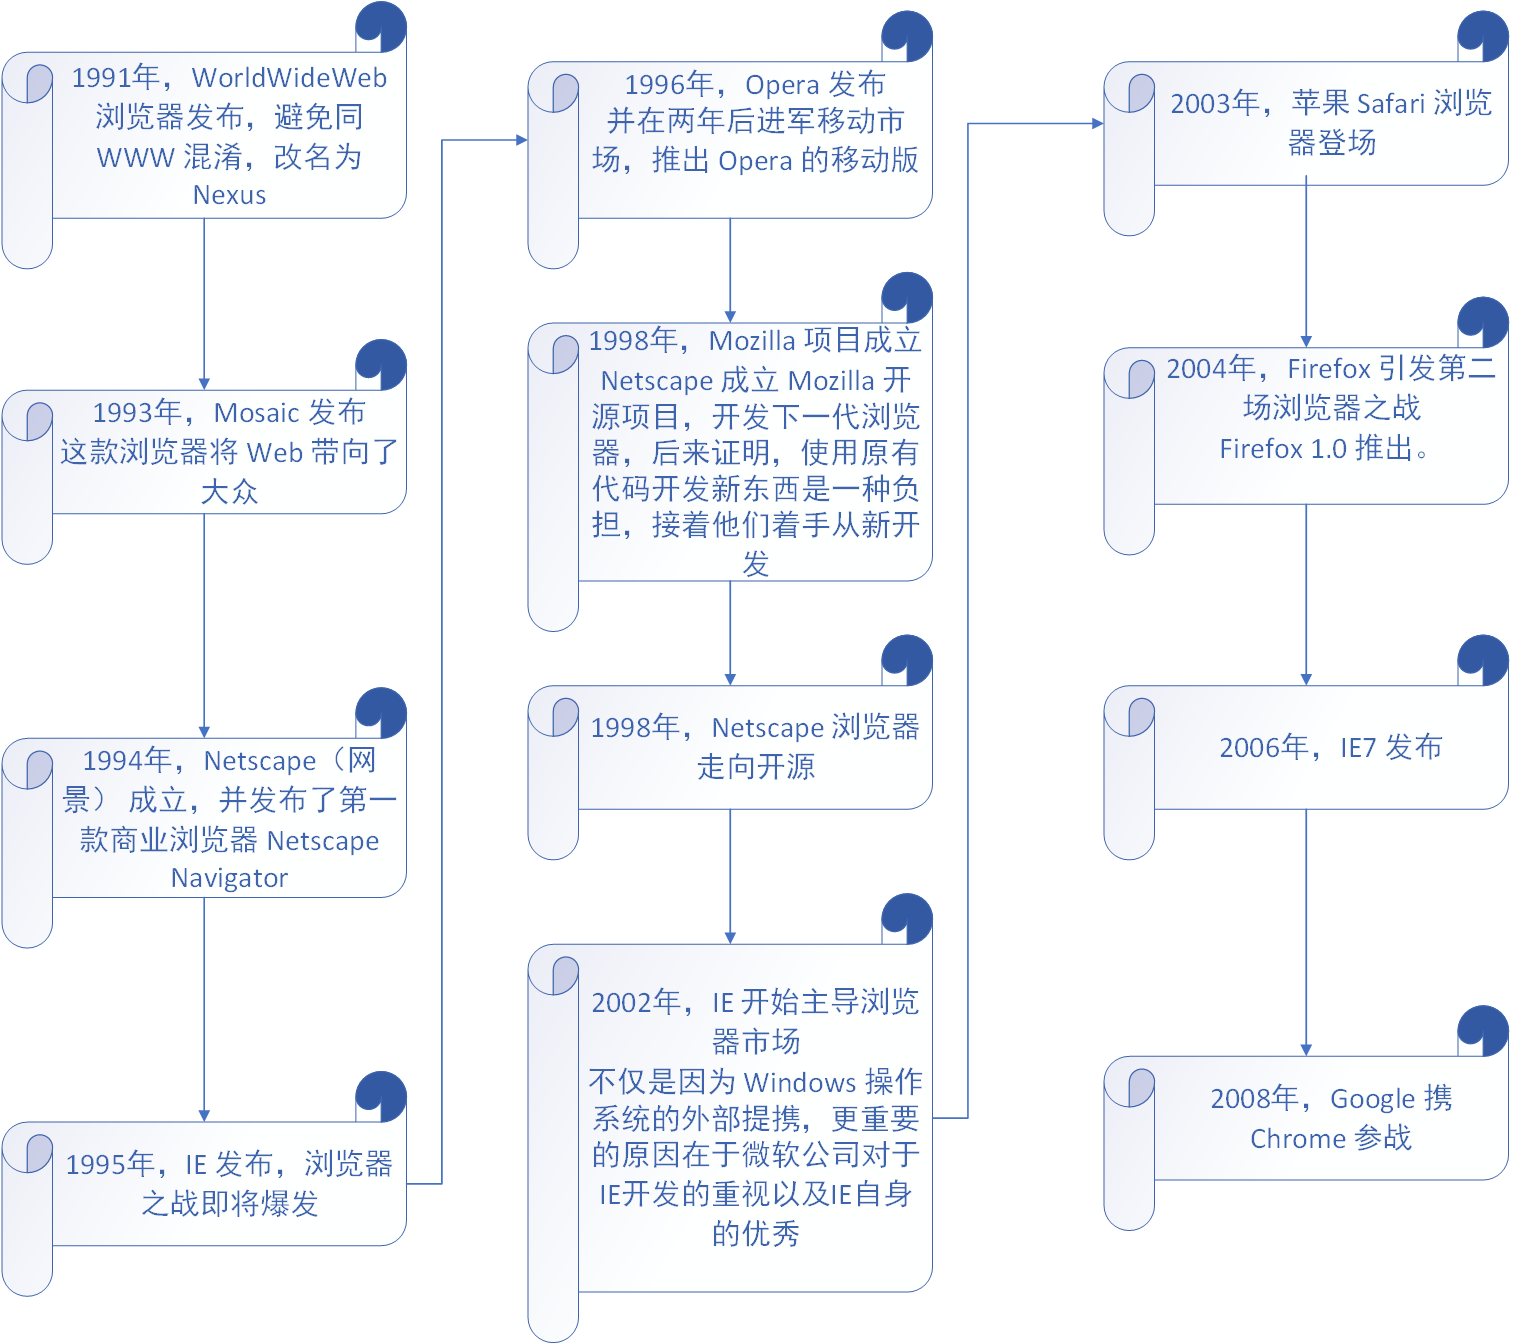 1991年，WorldWideWeb
浏览器发布，避免同
WWW 混淆，改名为
Nexus
1993年，Mosaic 发布
这款浏览器将 Web 带向了
大众
1994年，Netscape（网
景） 成立，并发布了第一
款商业浏览器 Netscape
Navigator
1995年，IE 发布，浏览器
之战即将爆发
1996年，Opera 发布
并在两年后进军移动市
场，推出 Opera 的移动版
1998年，Mozilla 项目成立
Netscape 成立 Mozilla 开
源项目，开发下一代浏览
器，后来证明，使用原有
代码开发新东西是一种负
担，接着他们着手从新开
发
1998年，Netscape 浏览器
走向开源
2002年，IE 开始主导浏览
器市场
不仅是因为 Windows 操作
系统的外部提携，更重要
的原因在于微软公司对于
IE开发的重视以及IE自身
的优秀
2003年，苹果 Safari 浏览
器登场
2004年，Firefox 引发第二
场浏览器之战
Firefox 1.0 推出。
2006年，IE7 发布
2008年，Google 携
Chrome 参战